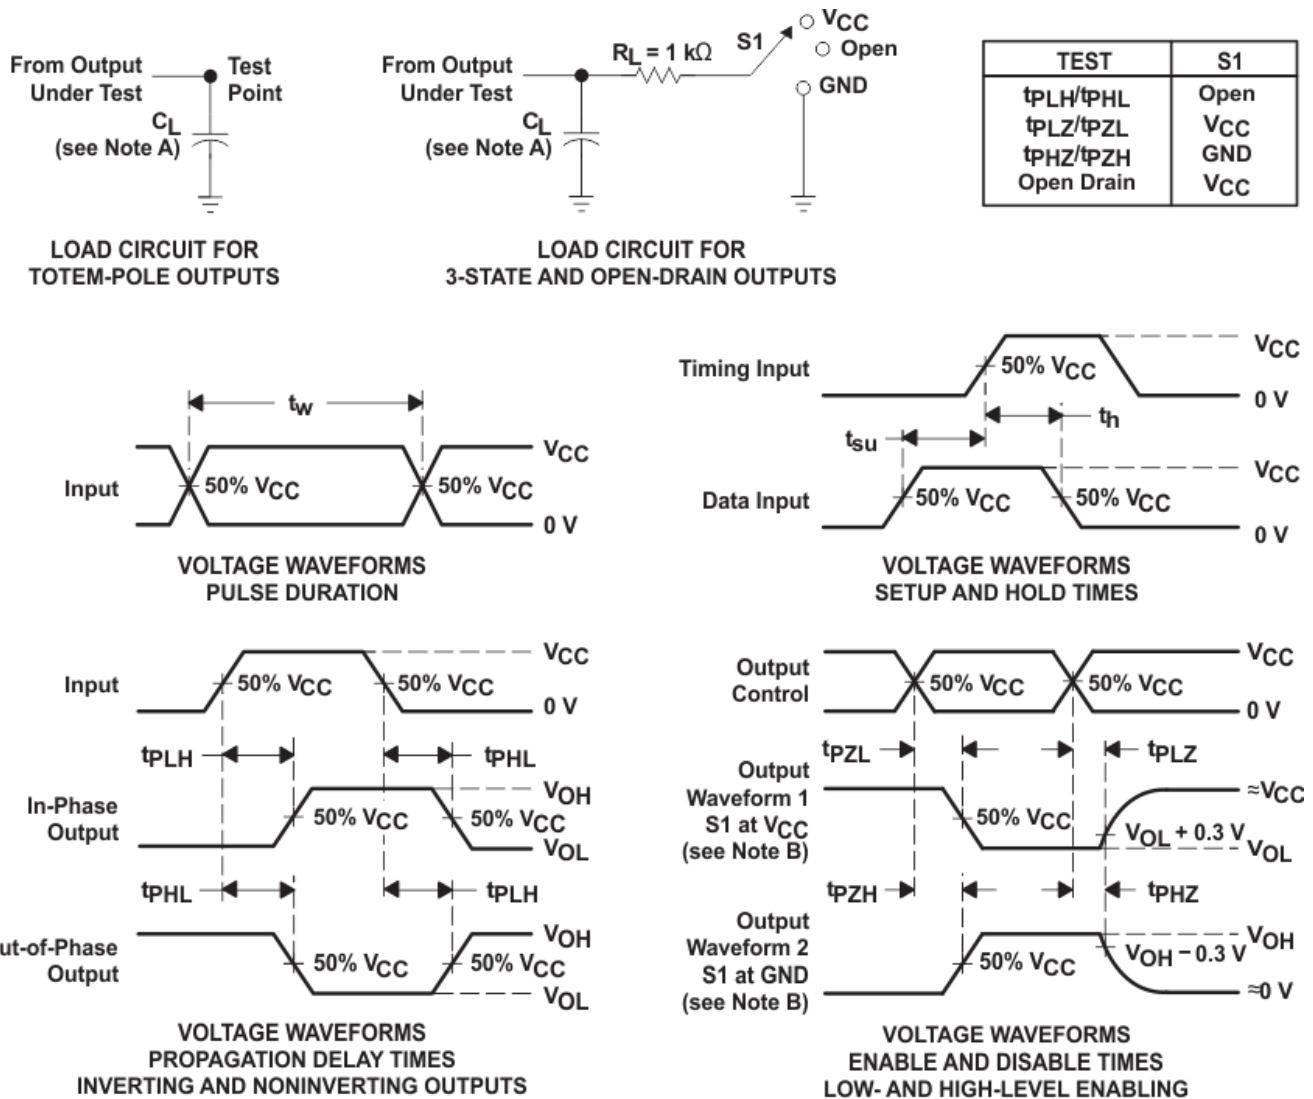 From Output
Under Test
Test
Point
CL
(see Note A)
LOAD CIRCUIT FOR
TOTEM-POLE OUTPUTS
From Output
Under Test
RL = 1 kΩ
S1
VCC
Open
GND
CL
(see Note A)
LOAD CIRCUIT FOR
3-STATE AND OPEN-DRAIN OUTPUTS
TEST S1
tPLH/tPHL Open
tPLZ/tPZL VCC
tPHZ/tPZH GND
Open Drain VCC
tw
Input
50% VCC
50% VCC
VCC
0 V
VOLTAGE WAVEFORMS
PULSE DURATION
Timing Input
50% VCC
VCC
0 V
th
tsu
Data Input
50% VCC
50% VCC
VCC
0 V
VOLTAGE WAVEFORMS
SETUP AND HOLD TIMES
Input
50% VCC
50% VCC
VCC
0 V
tPLH
tPHL
In-Phase
Output
50% VCC
50% VCC
VOH
VOL
tPHL
tPLH
ut-of-Phase
Output
50% VCC
50% VCC
VOH
VOL
VOLTAGE WAVEFORMS
PROPAGATION DELAY TIMES
INVERTING AND NONINVERTING OUTPUTS
Output
Control
50% VCC
50% VCC
VCC
0 V
tPZL
tPLZ
Output
Waveform 1
S1 at VCC
(see Note B)
50% VCC
VOL + 0.3 V
≈VCC
VOL
tPZH
tPHZ
Output
Waveform 2
S1 at GND
(see Note B)
50% VCC
VOH − 0.3 V
VOH
≈0 V
VOLTAGE WAVEFORMS
ENABLE AND DISABLE TIMES
LOW- AND HIGH-LEVEL ENABLING